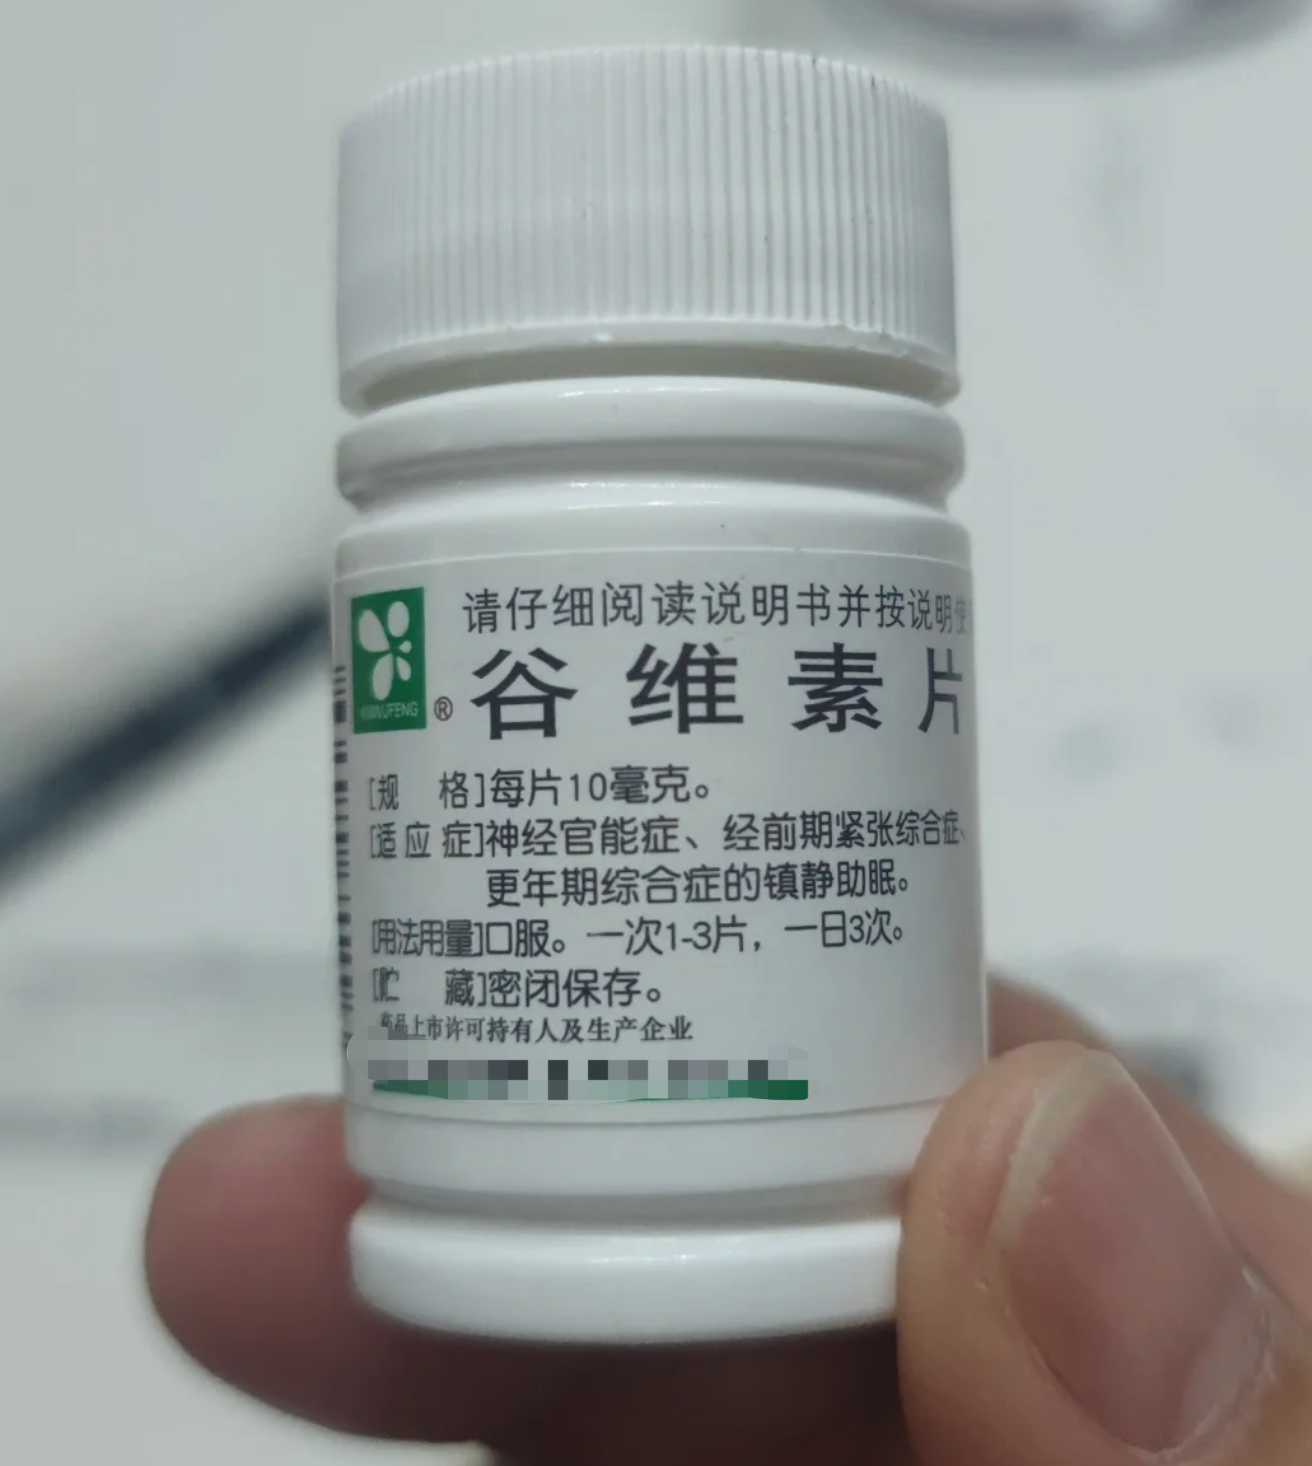 请仔细阅读说明书并按说明使
®
谷维素片
[规 格]每片10毫克。
[适应症]神经官能症、经前期紧张综合症、
更年期综合症的镇静助眠。
[用法用量]口服。一次1-3片，一日3次。
[贮 藏]密闭保存。
药品上市许可持有人及生产企业